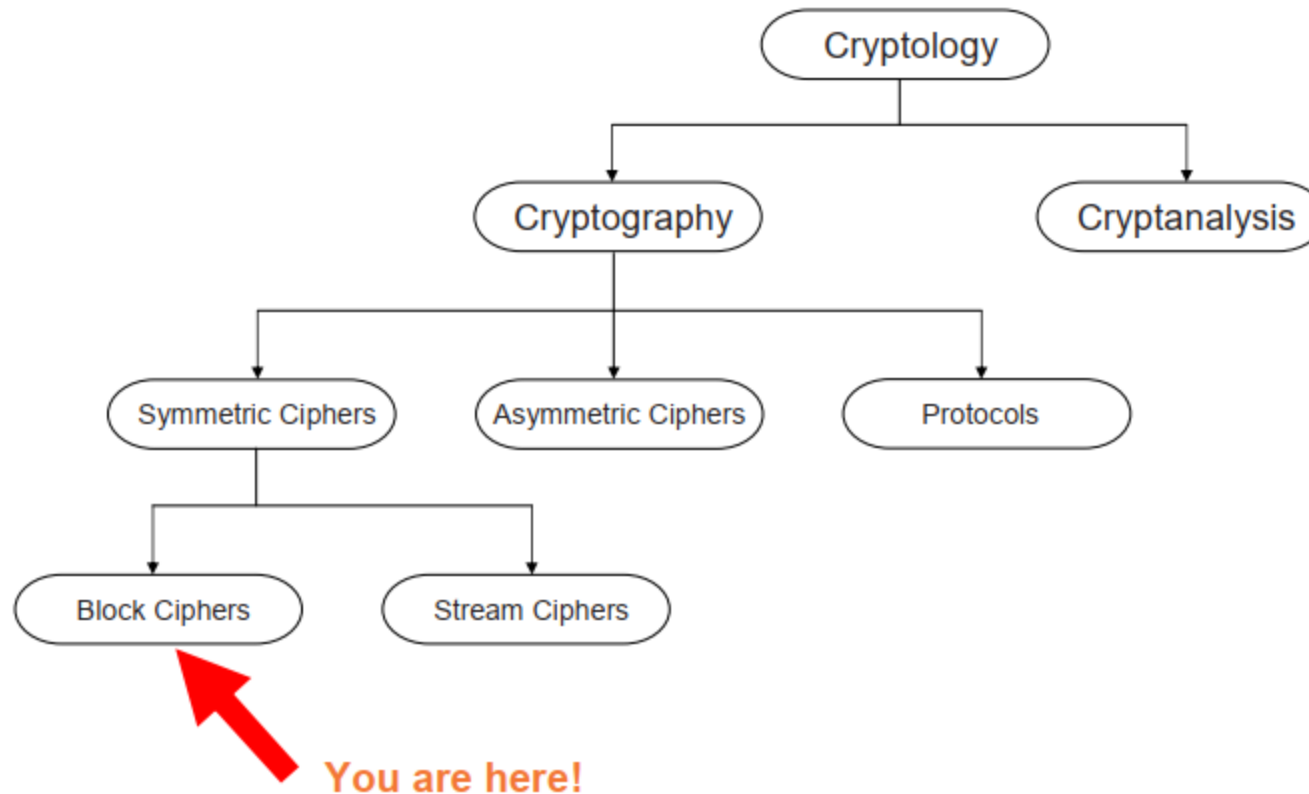 Cryptology
Cryptography
Cryptanalysis
Symmetric Ciphers
Asymmetric Ciphers
Protocols
Block Ciphers
Stream Ciphers
You are here!